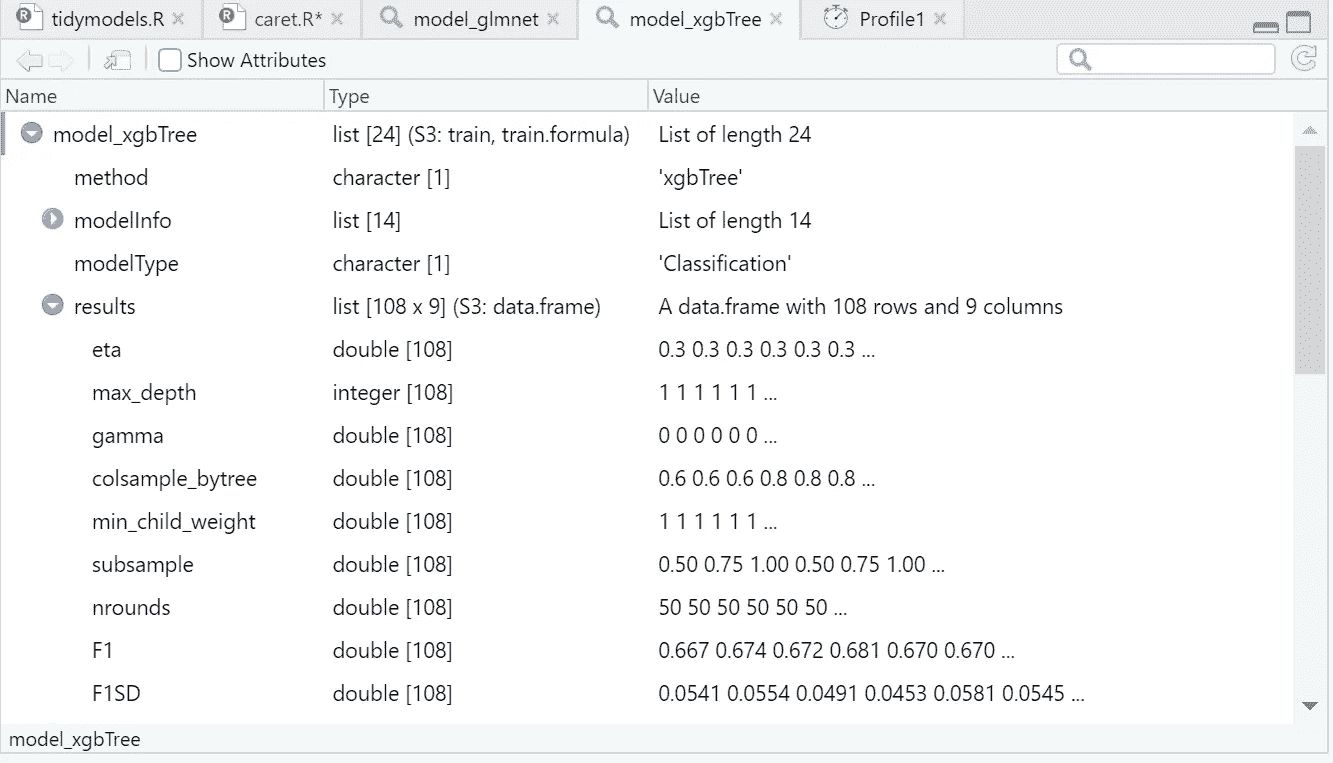 tidymodels.R caret.R* model_glmnet model_xgbTree Profile1
Show Attributes
Name Type Value
model_xgbTree list [24] (S3: train, train.formula) List of length 24
method character [1] 'xgbTree'
modelInfo list [14] List of length 14
modelType character [1] 'Classification'
results list [108 x 9] (S3: data.frame) A data.frame with 108 rows and 9 columns
eta double [108] 0.3 0.3 0.3 0.3 0.3 0.3 ...
max_depth integer [108] 1 1 1 1 1 1 ...
gamma double [108] 0 0 0 0 0 0 ...
colsample_bytree double [108] 0.6 0.6 0.6 0.8 0.8 0.8 ...
min_child_weight double [108] 1 1 1 1 1 1 ...
subsample double [108] 0.50 0.75 1.00 0.50 0.75 1.00 ...
nrounds double [108] 50 50 50 50 50 50 ...
F1 double [108] 0.667 0.674 0.672 0.681 0.670 0.670 ...
F1SD double [108] 0.0541 0.0554 0.0491 0.0453 0.0581 0.0545 ...
model_xgbTree